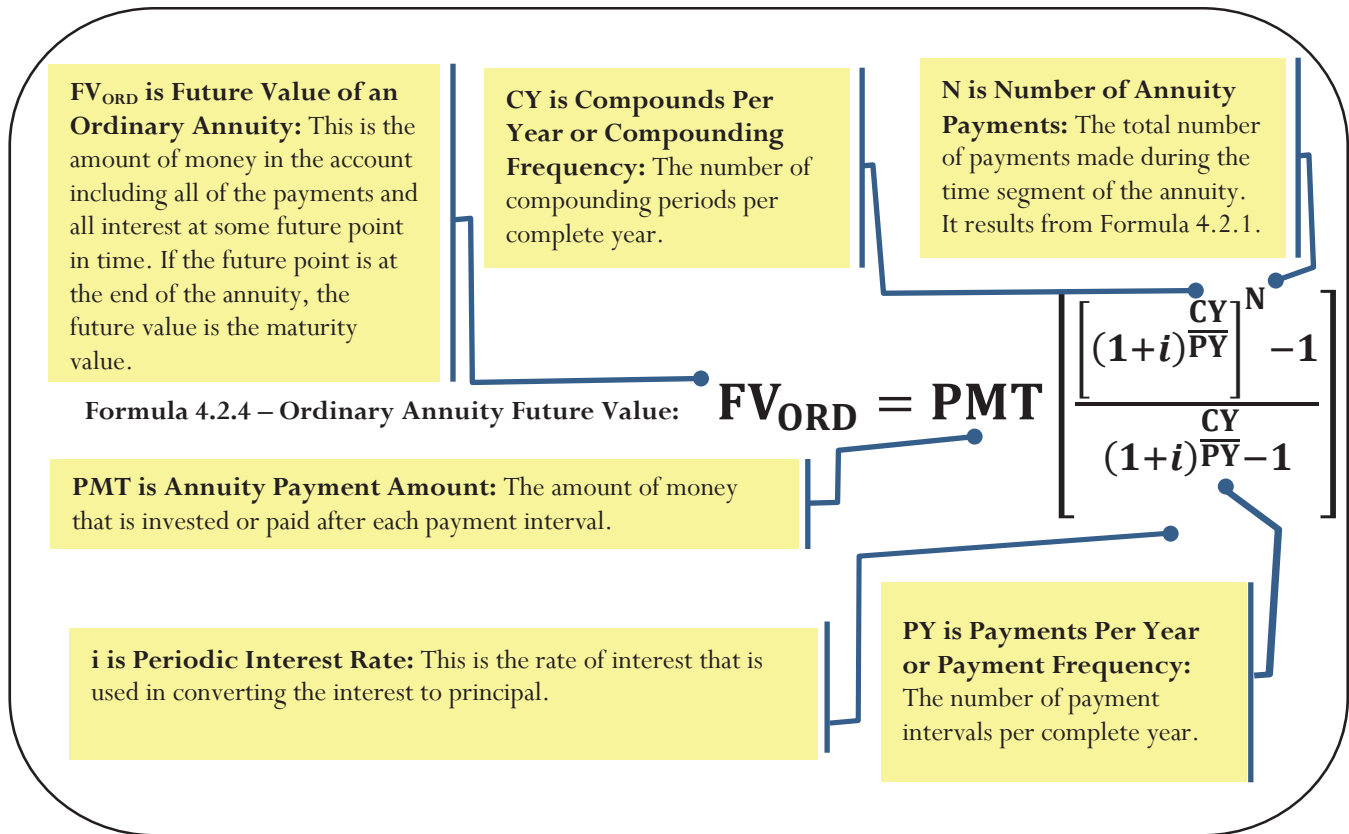 FV_ORD is Future Value of an
Ordinary Annuity: This is the
amount of money in the account
including all of the payments and
all interest at some future point
in time. If the future point is at
the end of the annuity, the
future value is the maturity
value.
CY is Compounds Per
Year or Compounding
Frequency: The number of
compounding periods per
complete year.
N is Number of Annuity
Payments: The total number
of payments made during the
time segment of the annuity.
It results from Formula 4.2.1.
Formula 4.2.4 – Ordinary Annuity Future Value: FV_ORD = PMT [ [(1+i)^(CY/PY)]^N −1 / (1+i)^(CY/PY) −1 ]
PMT is Annuity Payment Amount: The amount of money
that is invested or paid after each payment interval.
i is Periodic Interest Rate: This is the rate of interest that is
used in converting the interest to principal.
PY is Payments Per Year
or Payment Frequency:
The number of payment
intervals per complete year.